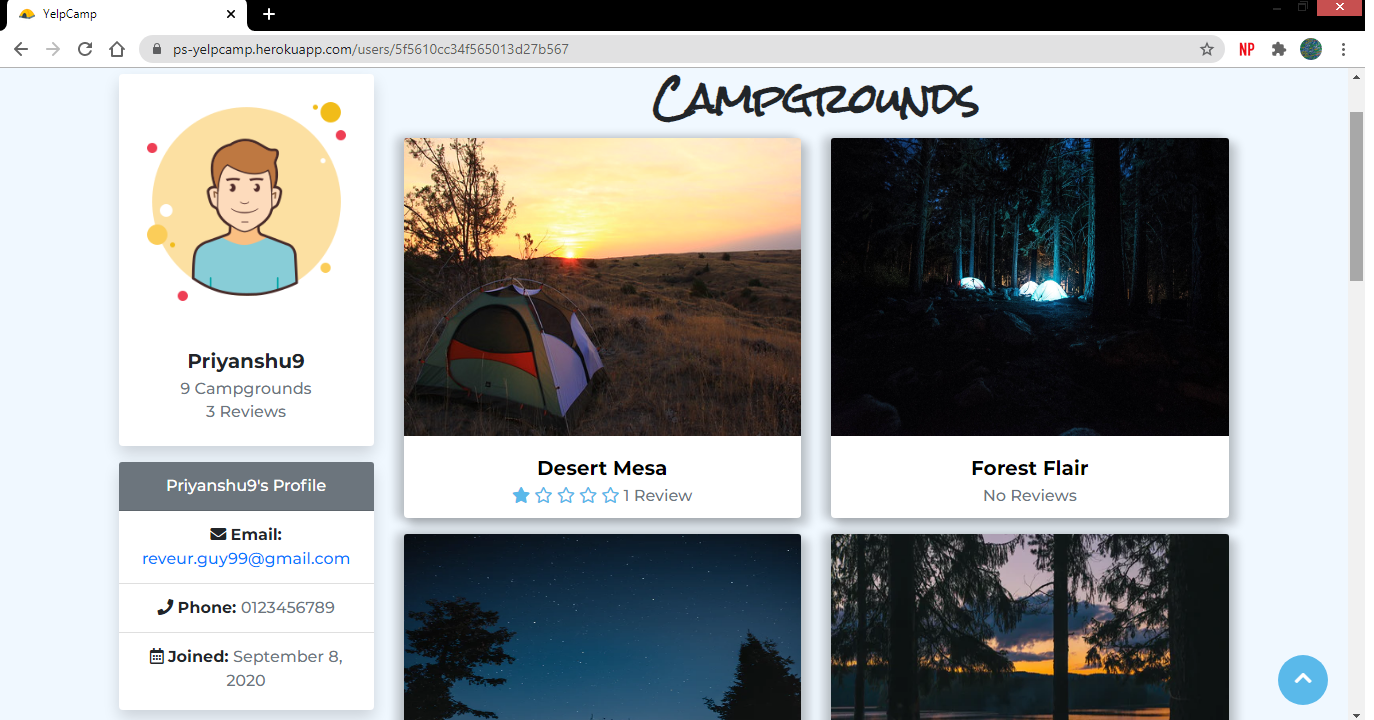 YelpCamp
ps-yelpcamp.herokuapp.com/users/5f5610cc34f565013d27b567
NP
Campgrounds
Priyanshu9
9 Campgrounds
3 Reviews
Priyanshu9's Profile
Email:
reveur.guy99@gmail.com
Phone: 0123456789
Joined: September 8,
2020
Desert Mesa
1 Review
Forest Flair
No Reviews